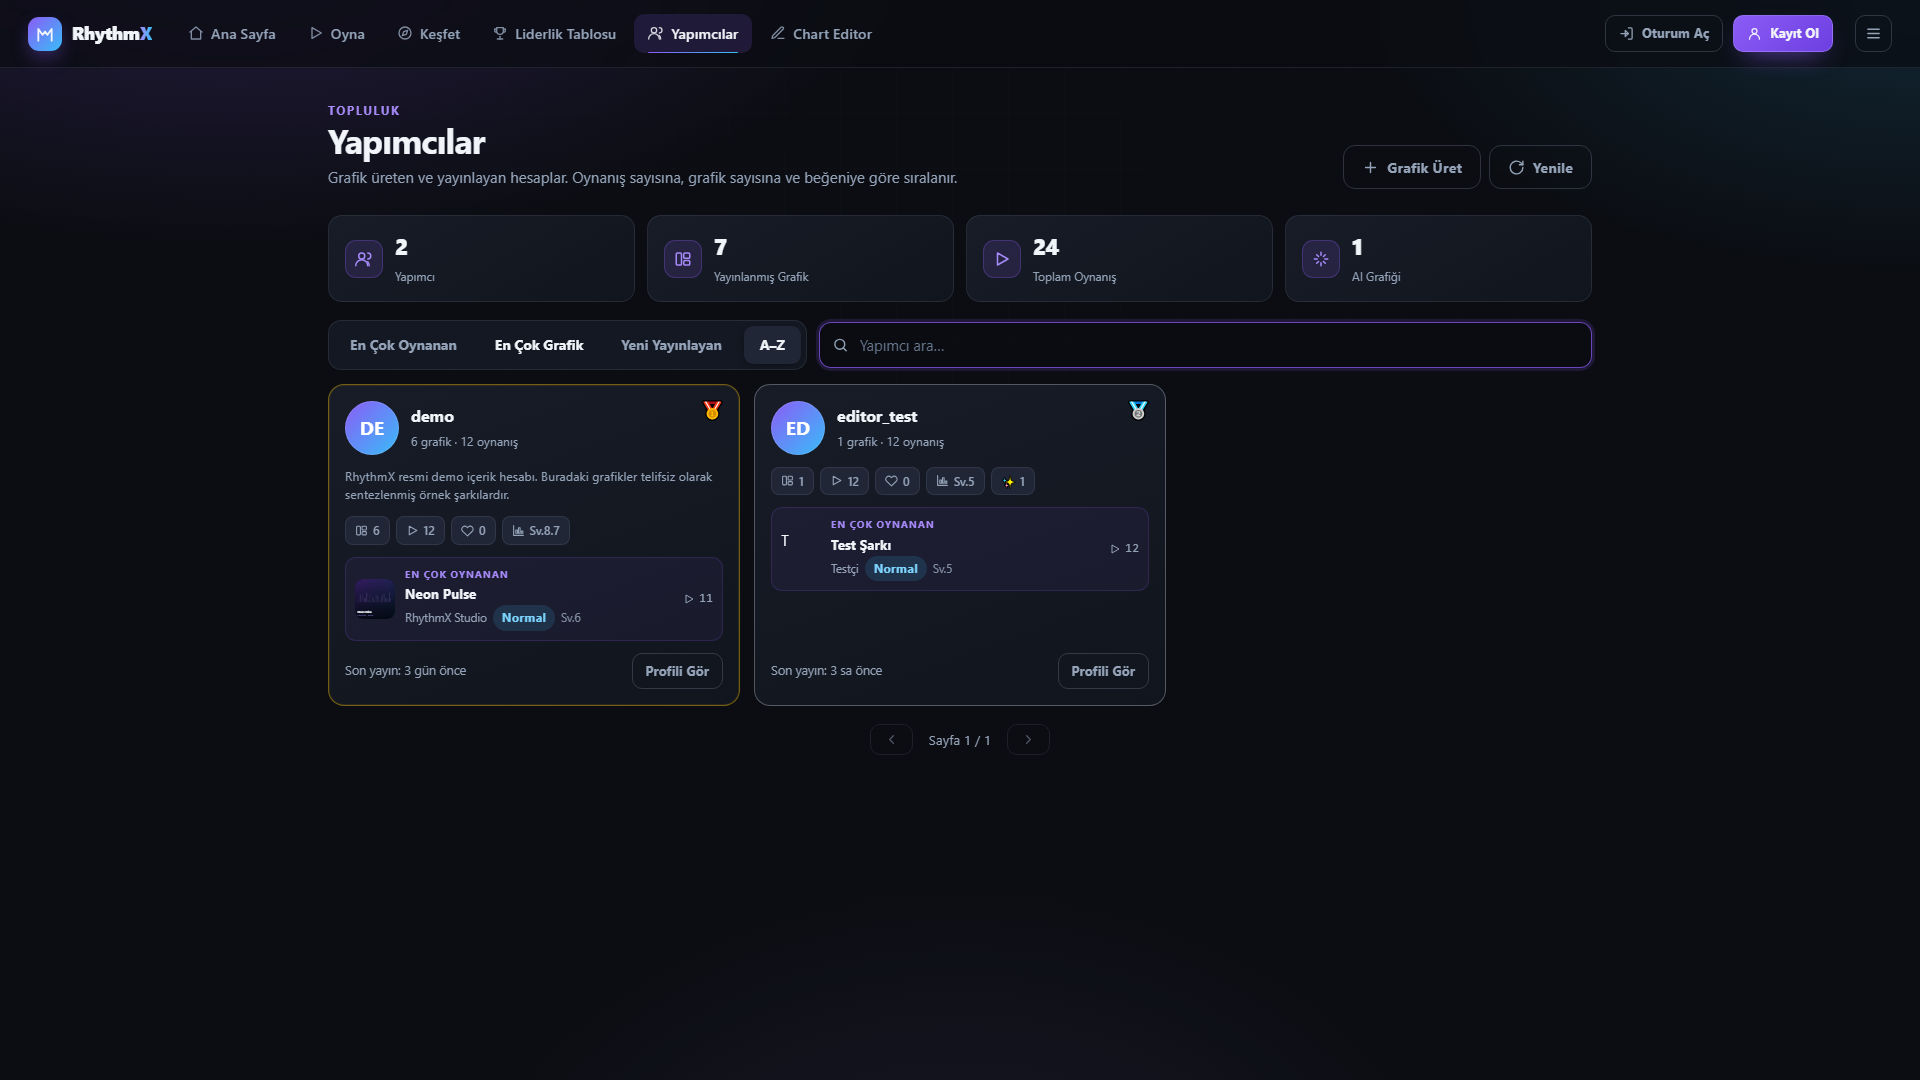 RhythmX
Ana Sayfa
Oyna
Keşfet
Liderlik Tablosu
Yapımcılar
Chart Editor
Oturum Aç
Kayıt Ol
TOPLULUK
Yapımcılar
Grafik üreten ve yayınlayan hesaplar. Oynanış sayısına, grafik sayısına ve beğeniye göre sıralanır.
Grafik Üret
Yenile
2
Yapımcı
7
Yayınlanmış Grafik
24
Toplam Oynanış
1
AI Grafiği
En Çok Oynanan
En Çok Grafik
Yeni Yayınlayan
A–Z
Yapımcı ara...
DE
demo
6 grafik · 12 oynanış
RhythmX resmi demo içerik hesabı. Buradaki grafikler telifsiz olarak
sentezlenmiş örnek şarkılardır.
6
12
0
Sv.8.7
EN ÇOK OYNANAN
Neon Pulse
RhythmX Studio Normal Sv.6
11
Son yayın: 3 gün önce
Profili Gör
ED
editor_test
1 grafik · 12 oynanış
1
12
0
Sv.5
1
T
EN ÇOK OYNANAN
Test Şarkı
Testçi Normal Sv.5
12
Son yayın: 3 sa önce
Profili Gör
Sayfa 1 / 1